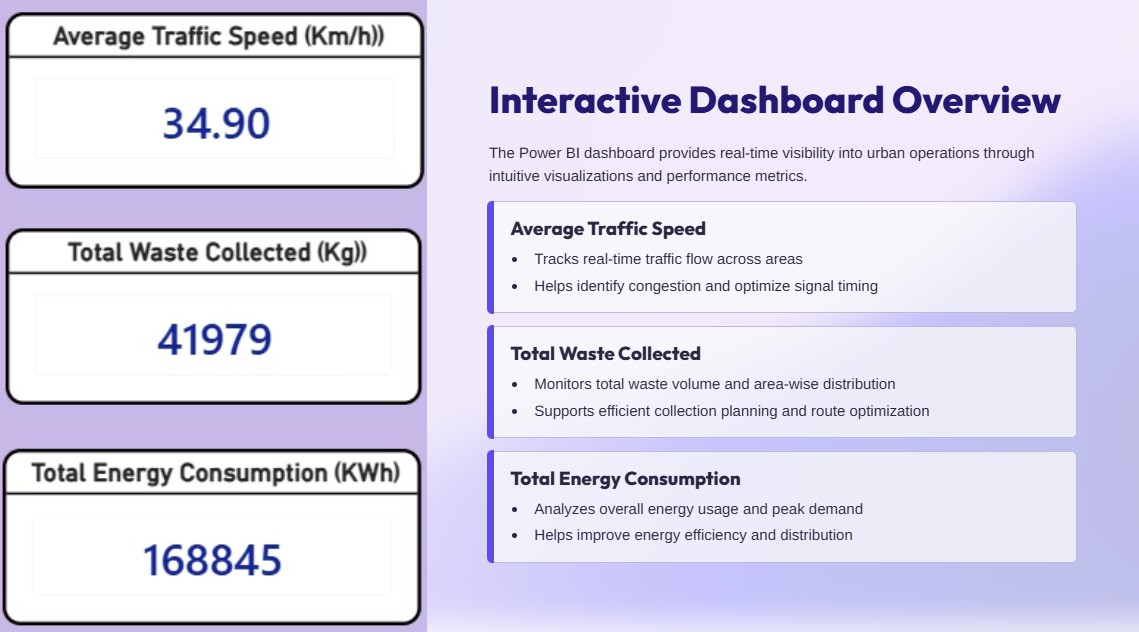 Average Traffic Speed (Km/h))
34.90
Total Waste Collected (Kg))
41979
Total Energy Consumption (KWh)
168845
Interactive Dashboard Overview
The Power BI dashboard provides real-time visibility into urban operations through
intuitive visualizations and performance metrics.
Average Traffic Speed
• Tracks real-time traffic flow across areas
• Helps identify congestion and optimize signal timing
Total Waste Collected
• Monitors total waste volume and area-wise distribution
• Supports efficient collection planning and route optimization
Total Energy Consumption
• Analyzes overall energy usage and peak demand
• Helps improve energy efficiency and distribution